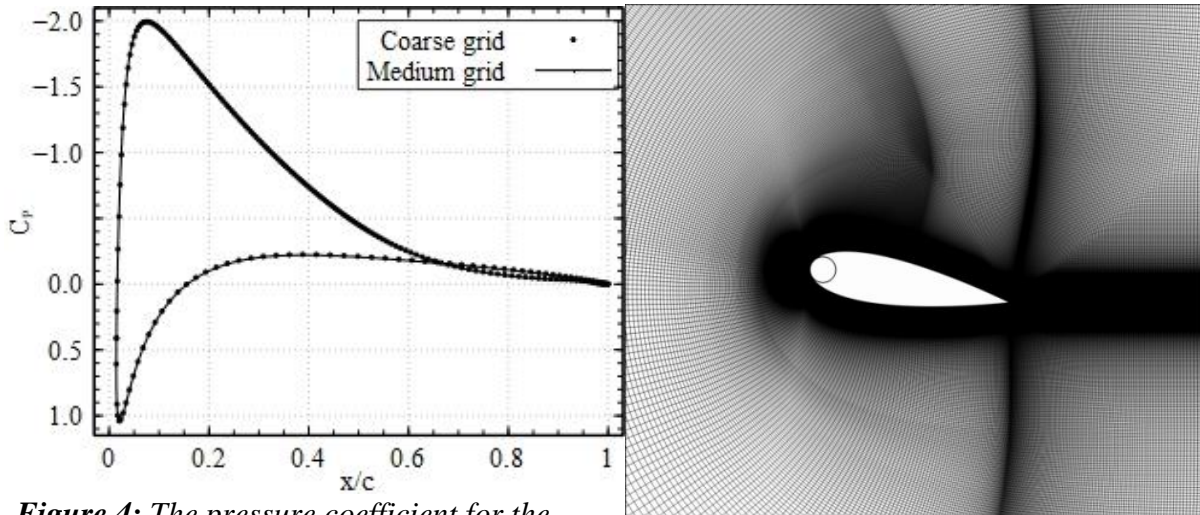 −2.0
−1.5
−1.0
0.0
0.5
1.0
Cp
Coarse grid
Medium grid
0 0.2 0.4 0.6 0.8 1
x/c
Figure 4: The pressure coefficient for the